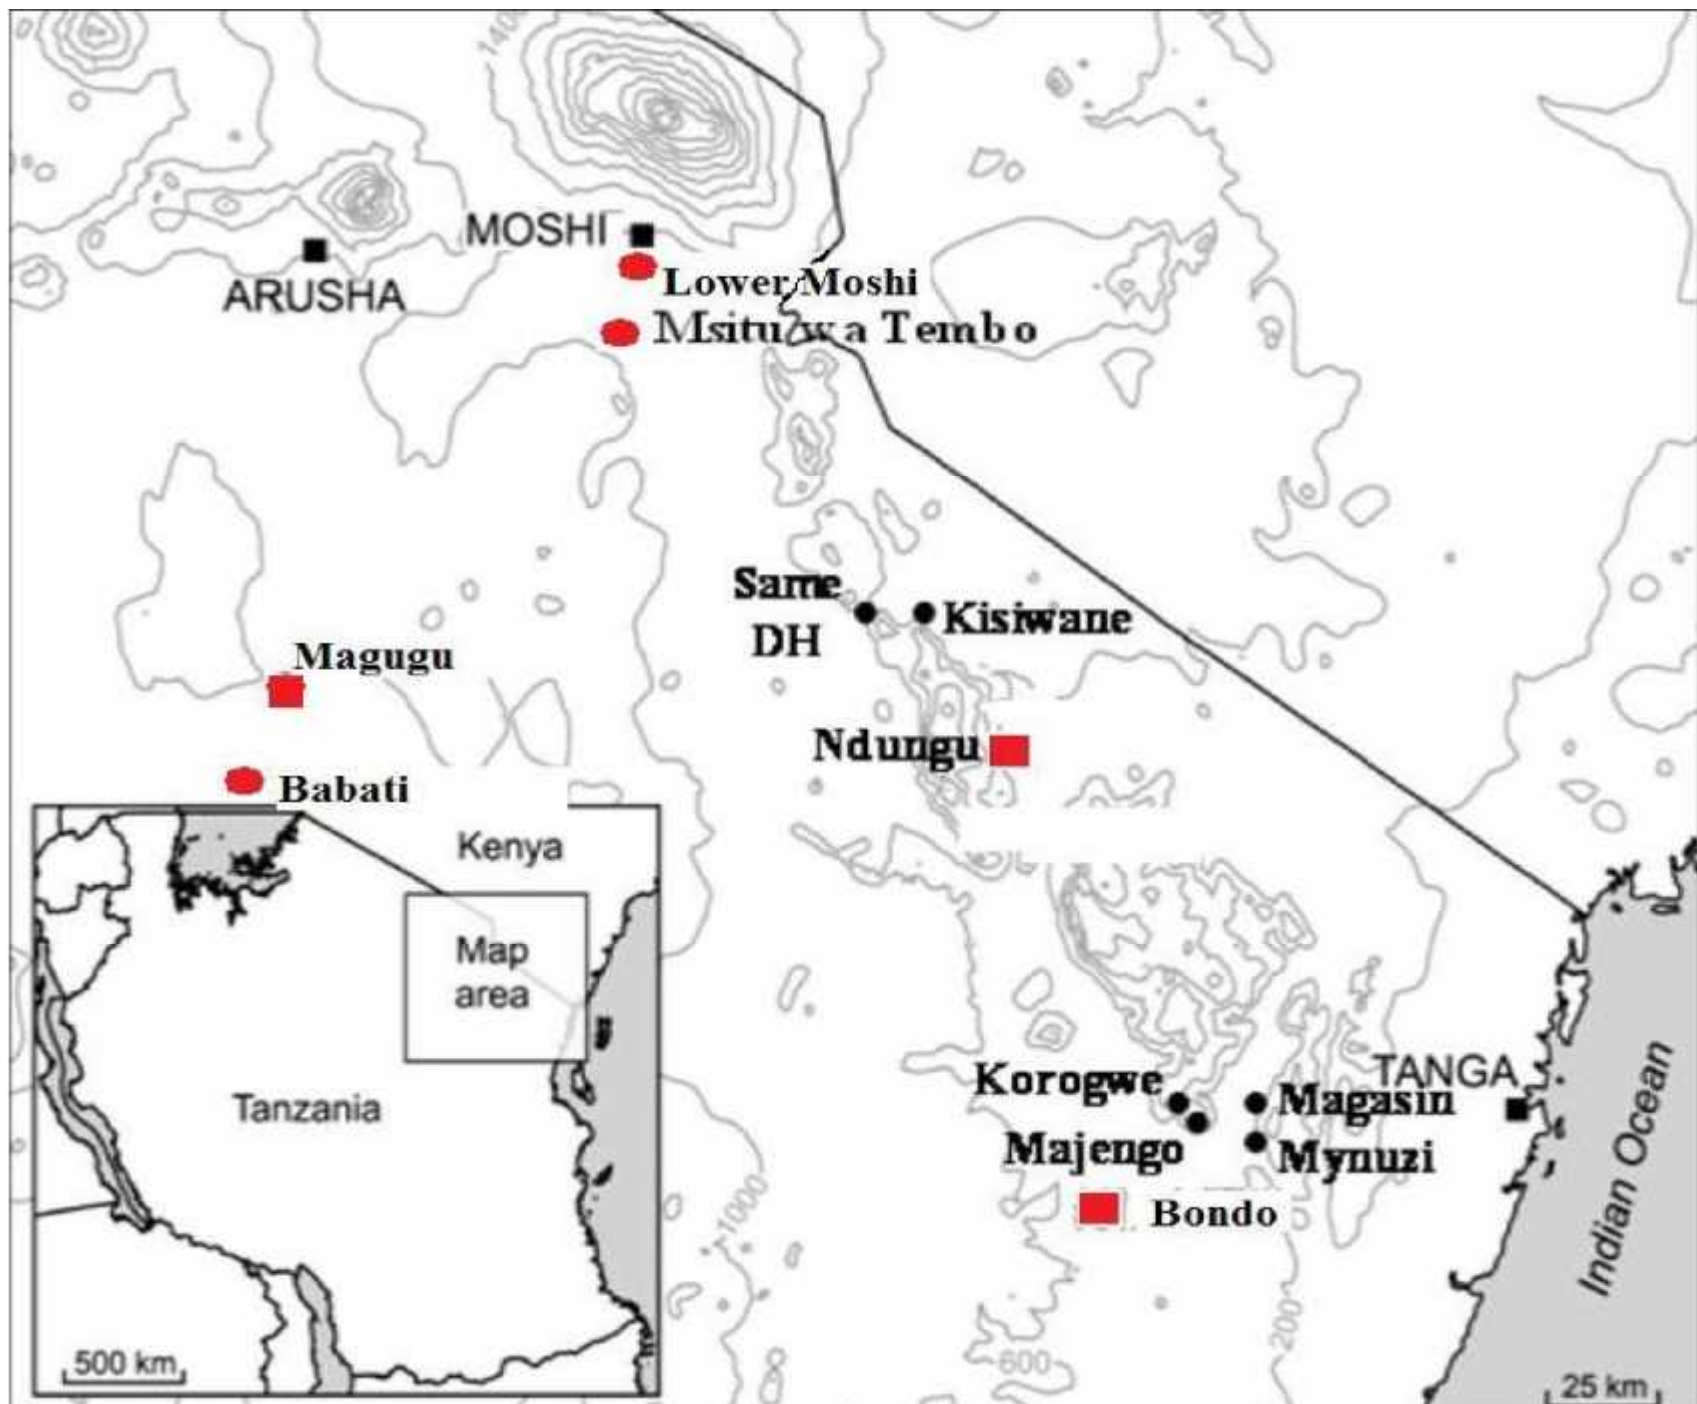 1400
MOSHI
ARUSHA
Lower Moshi
Msitu wa Tembo
Same
DH
Kisiwane
Magugu
Ndungu
Babati
Kenya
Map
area
Tanzania
500 km
Korogwe
Majengo
Magasin
Mynuzi
TANGA
Bondo
Indian Ocean
1000
200
600
25 km